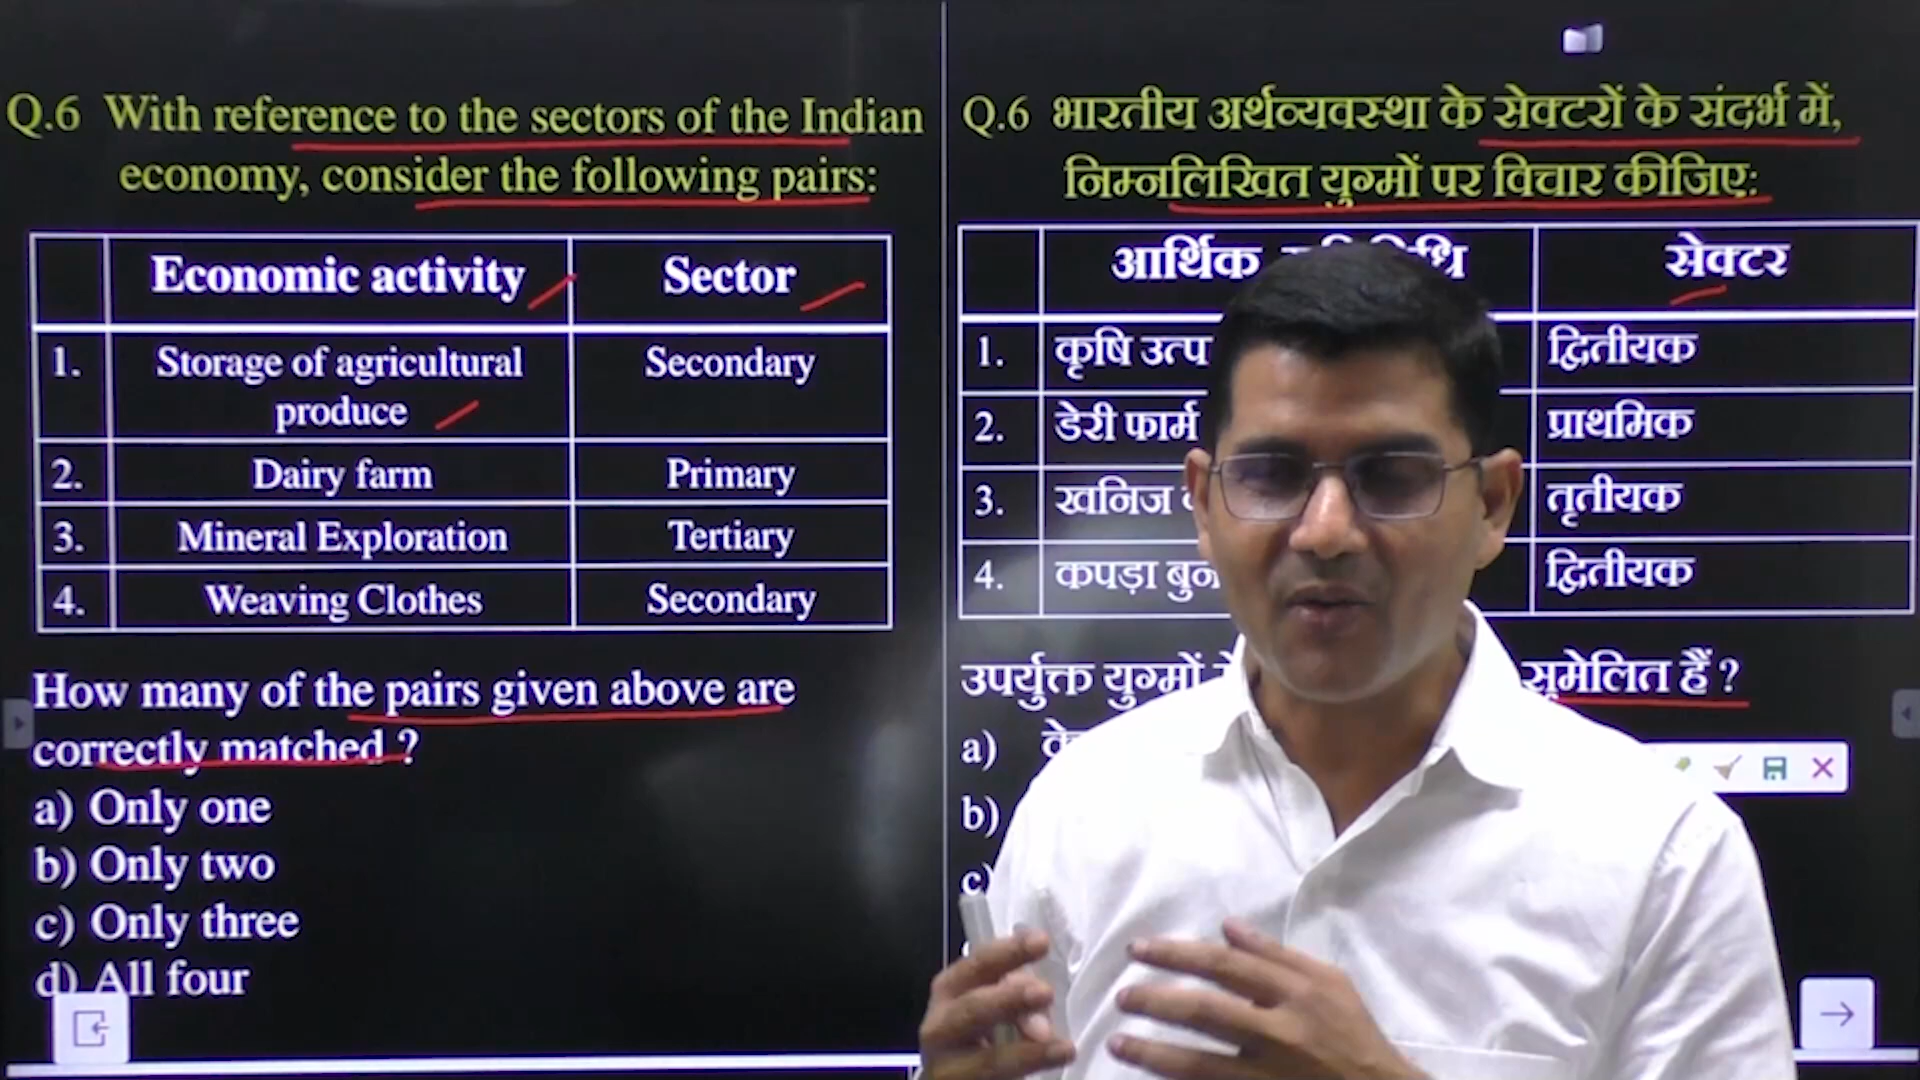 Q.6 With reference to the sectors of the Indian
economy, consider the following pairs:
Economic activity Sector
1. Storage of agricultural Secondary
produce
2. Dairy farm Primary
3. Mineral Exploration Tertiary
4. Weaving Clothes Secondary
How many of the pairs given above are
correctly matched ?
a) Only one
b) Only two
c) Only three
d) All four
Q.6 भारतीय अर्थव्यवस्था के सेक्टरों के संदर्भ में,
निम्नलिखित युग्मों पर विचार कीजिए:
आर्थिक सेक्टर
1. कृषि द्वितीयक
2. डेरी फार्म प्राथमिक
3. खनिज तृतीयक
4. कपड़ा द्वितीयक
उपर्युक्त युग्मों सुमेलित हैं ?
a)
b)
c)